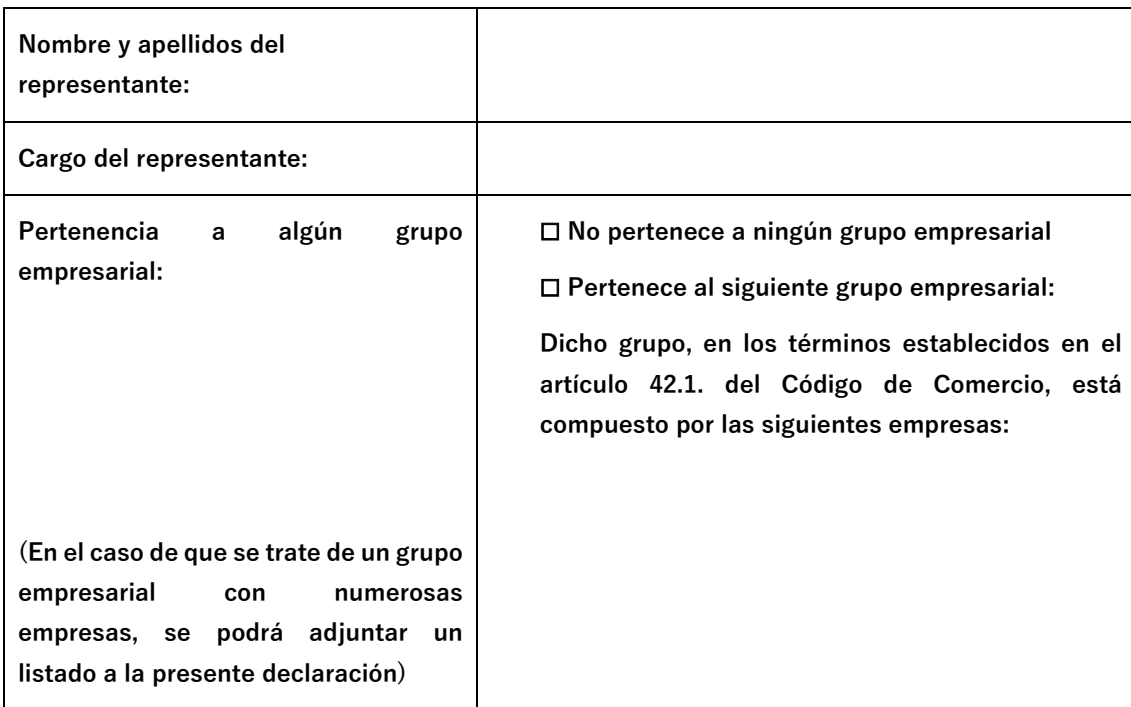 Nombre y apellidos del
representante:
Cargo del representante:
Pertenencia a algún grupo
empresarial:
(En el caso de que se trate de un grupo
empresarial con numerosas
empresas, se podrá adjuntar un
listado a la presente declaración)
☐ No pertenece a ningún grupo empresarial
☐ Pertenece al siguiente grupo empresarial:
Dicho grupo, en los términos establecidos en el
artículo 42.1. del Código de Comercio, está
compuesto por las siguientes empresas: